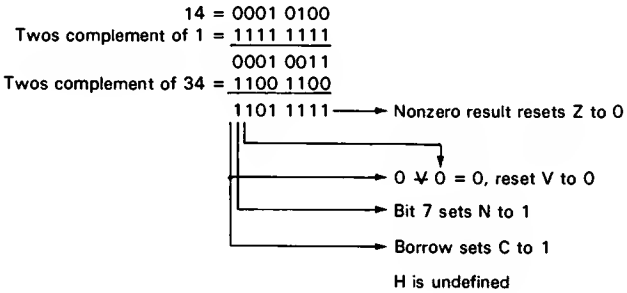 14 = 0001 0100
Twos complement of 1 = 1111 1111
0001 0011
Twos complement of 34 = 1100 1100
1101 1111 Nonzero result resets Z to 0
0 ⊻ 0 = 0, reset V to 0
Bit 7 sets N to 1
Borrow sets C to 1
H is undefined